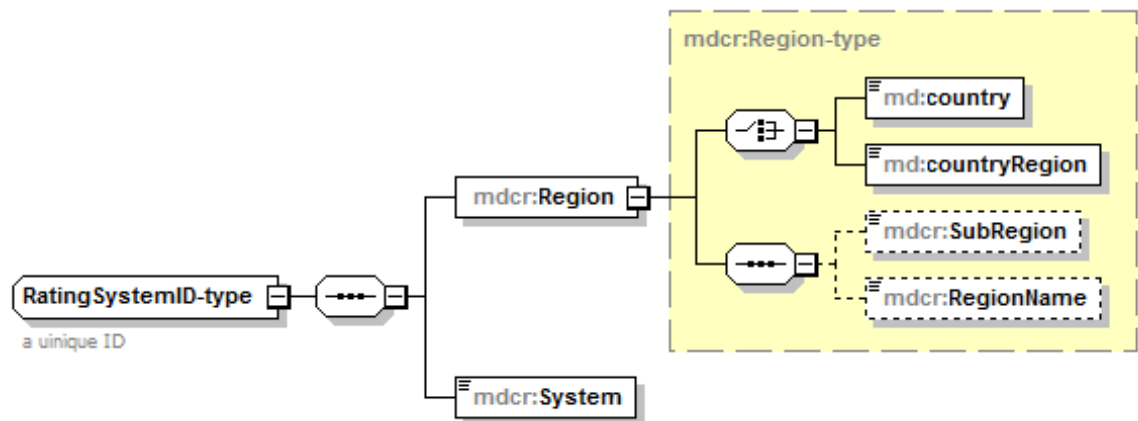 mdcr:Region-type
md:country
md:countryRegion
mdcr:Region
mdcr:SubRegion
mdcr:RegionName
RatingSystemID-type
a uinique ID
mdcr:System